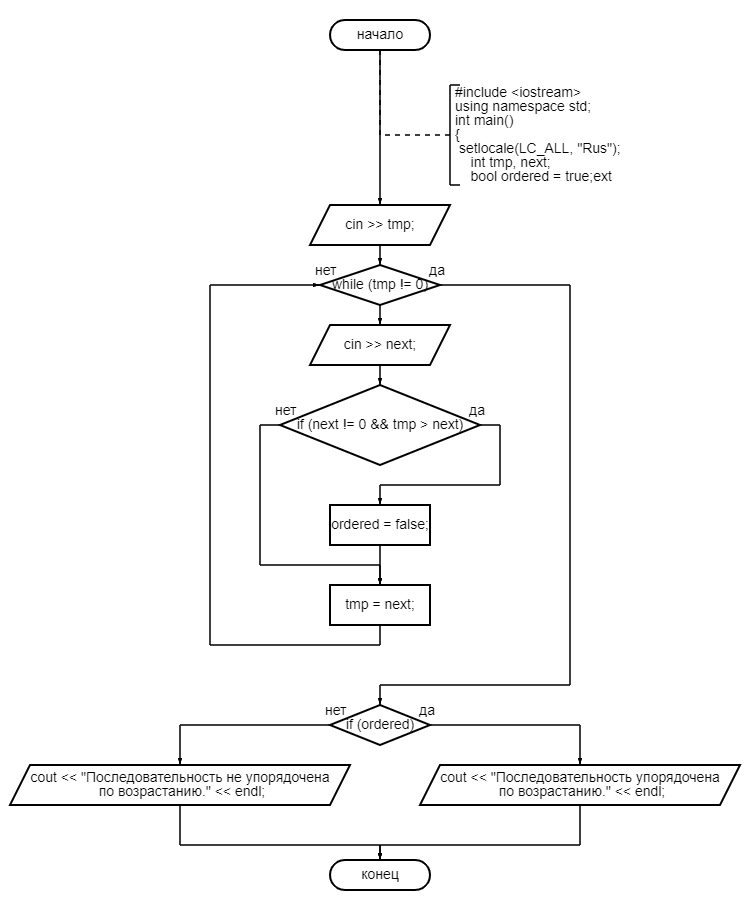 начало
#include <iostream>
using namespace std;
int main()
{
setlocale(LC_ALL, "Rus");
int tmp, next;
bool ordered = true;ext
cin >> tmp;
нет
да
while (tmp != 0)
cin >> next;
нет
да
if (next != 0 && tmp > next)
ordered = false;
tmp = next;
нет
да
if (ordered)
cout << "Последовательность не упорядочена
по возрастанию." << endl;
cout << "Последовательность упорядочена
по возрастанию." << endl;
конец